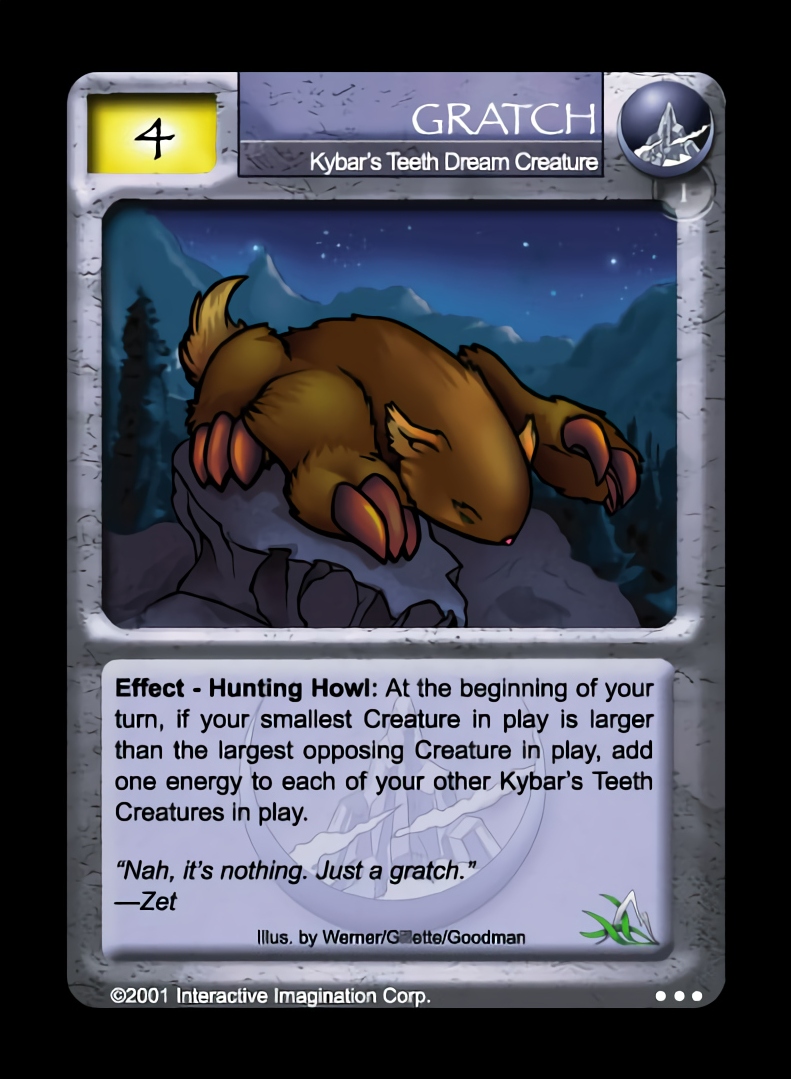 4
GRATCH
Kybar's Teeth Dream Creature
1
Effect - Hunting Howl: At the beginning of your
turn, if your smallest Creature in play is larger
than the largest opposing Creature in play, add
one energy to each of your other Kybar's Teeth
Creatures in play.
"Nah, it's nothing. Just a gratch."
—Zet
Illus. by Werner/ /Goodman
©2001 Interactive Imagination Corp.